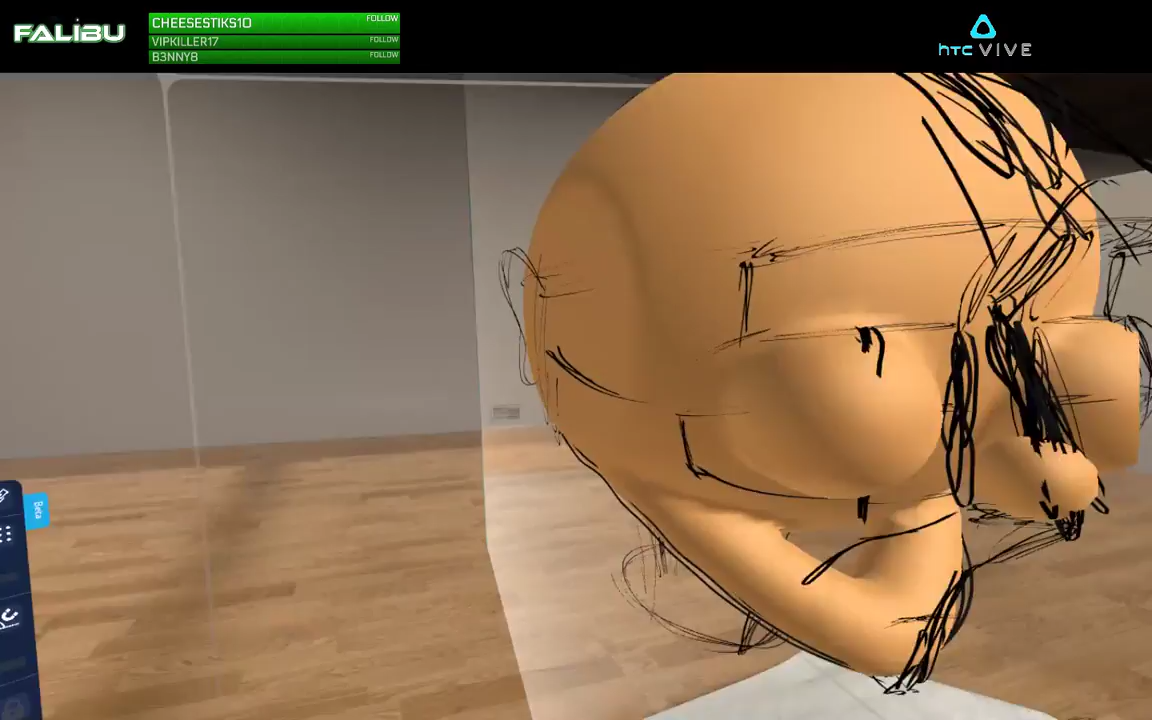 FALIBU
CHEESESTIKS10 FOLLOW
VIPKILLER17 FOLLOW
B3NNY8 FOLLOW
hTC VIVE
Beta